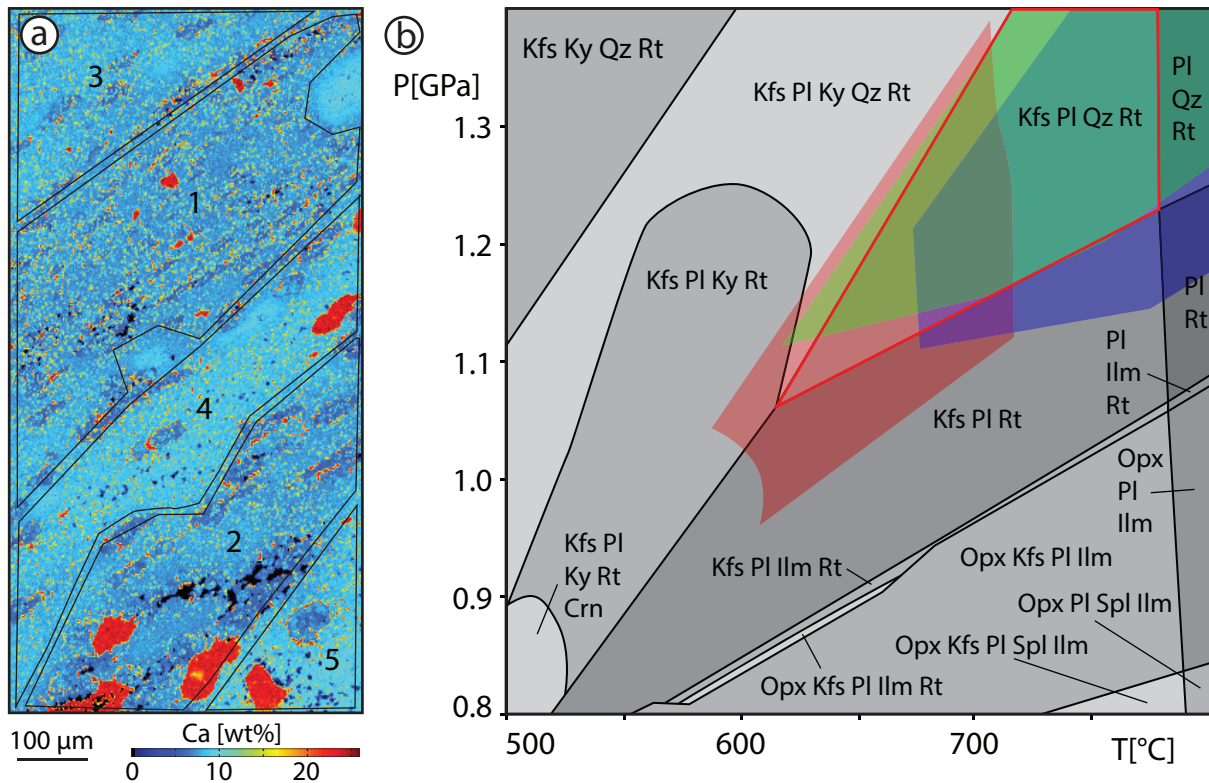 a
3
1
4
2
5
100 µm
Ca [wt%]
0 10 20
b
P[GPa]
1.3
1.2
1.1
1.0
0.9
0.8
500 600 700 T[°C]
Kfs Ky Qz Rt
Kfs Pl Ky Qz Rt
Kfs Pl Qz Rt
Pl
Qz
Rt
Kfs Pl Ky Rt
Pl
Rt
Pl
Ilm
Rt
Kfs Pl Rt
Opx
Pl
Ilm
Kfs Pl
Ky Rt
Crn
Kfs Pl Ilm Rt
Opx Kfs Pl Ilm
Opx Pl Spl Ilm
Opx Kfs Pl Spl Ilm
Opx Kfs Pl Ilm Rt